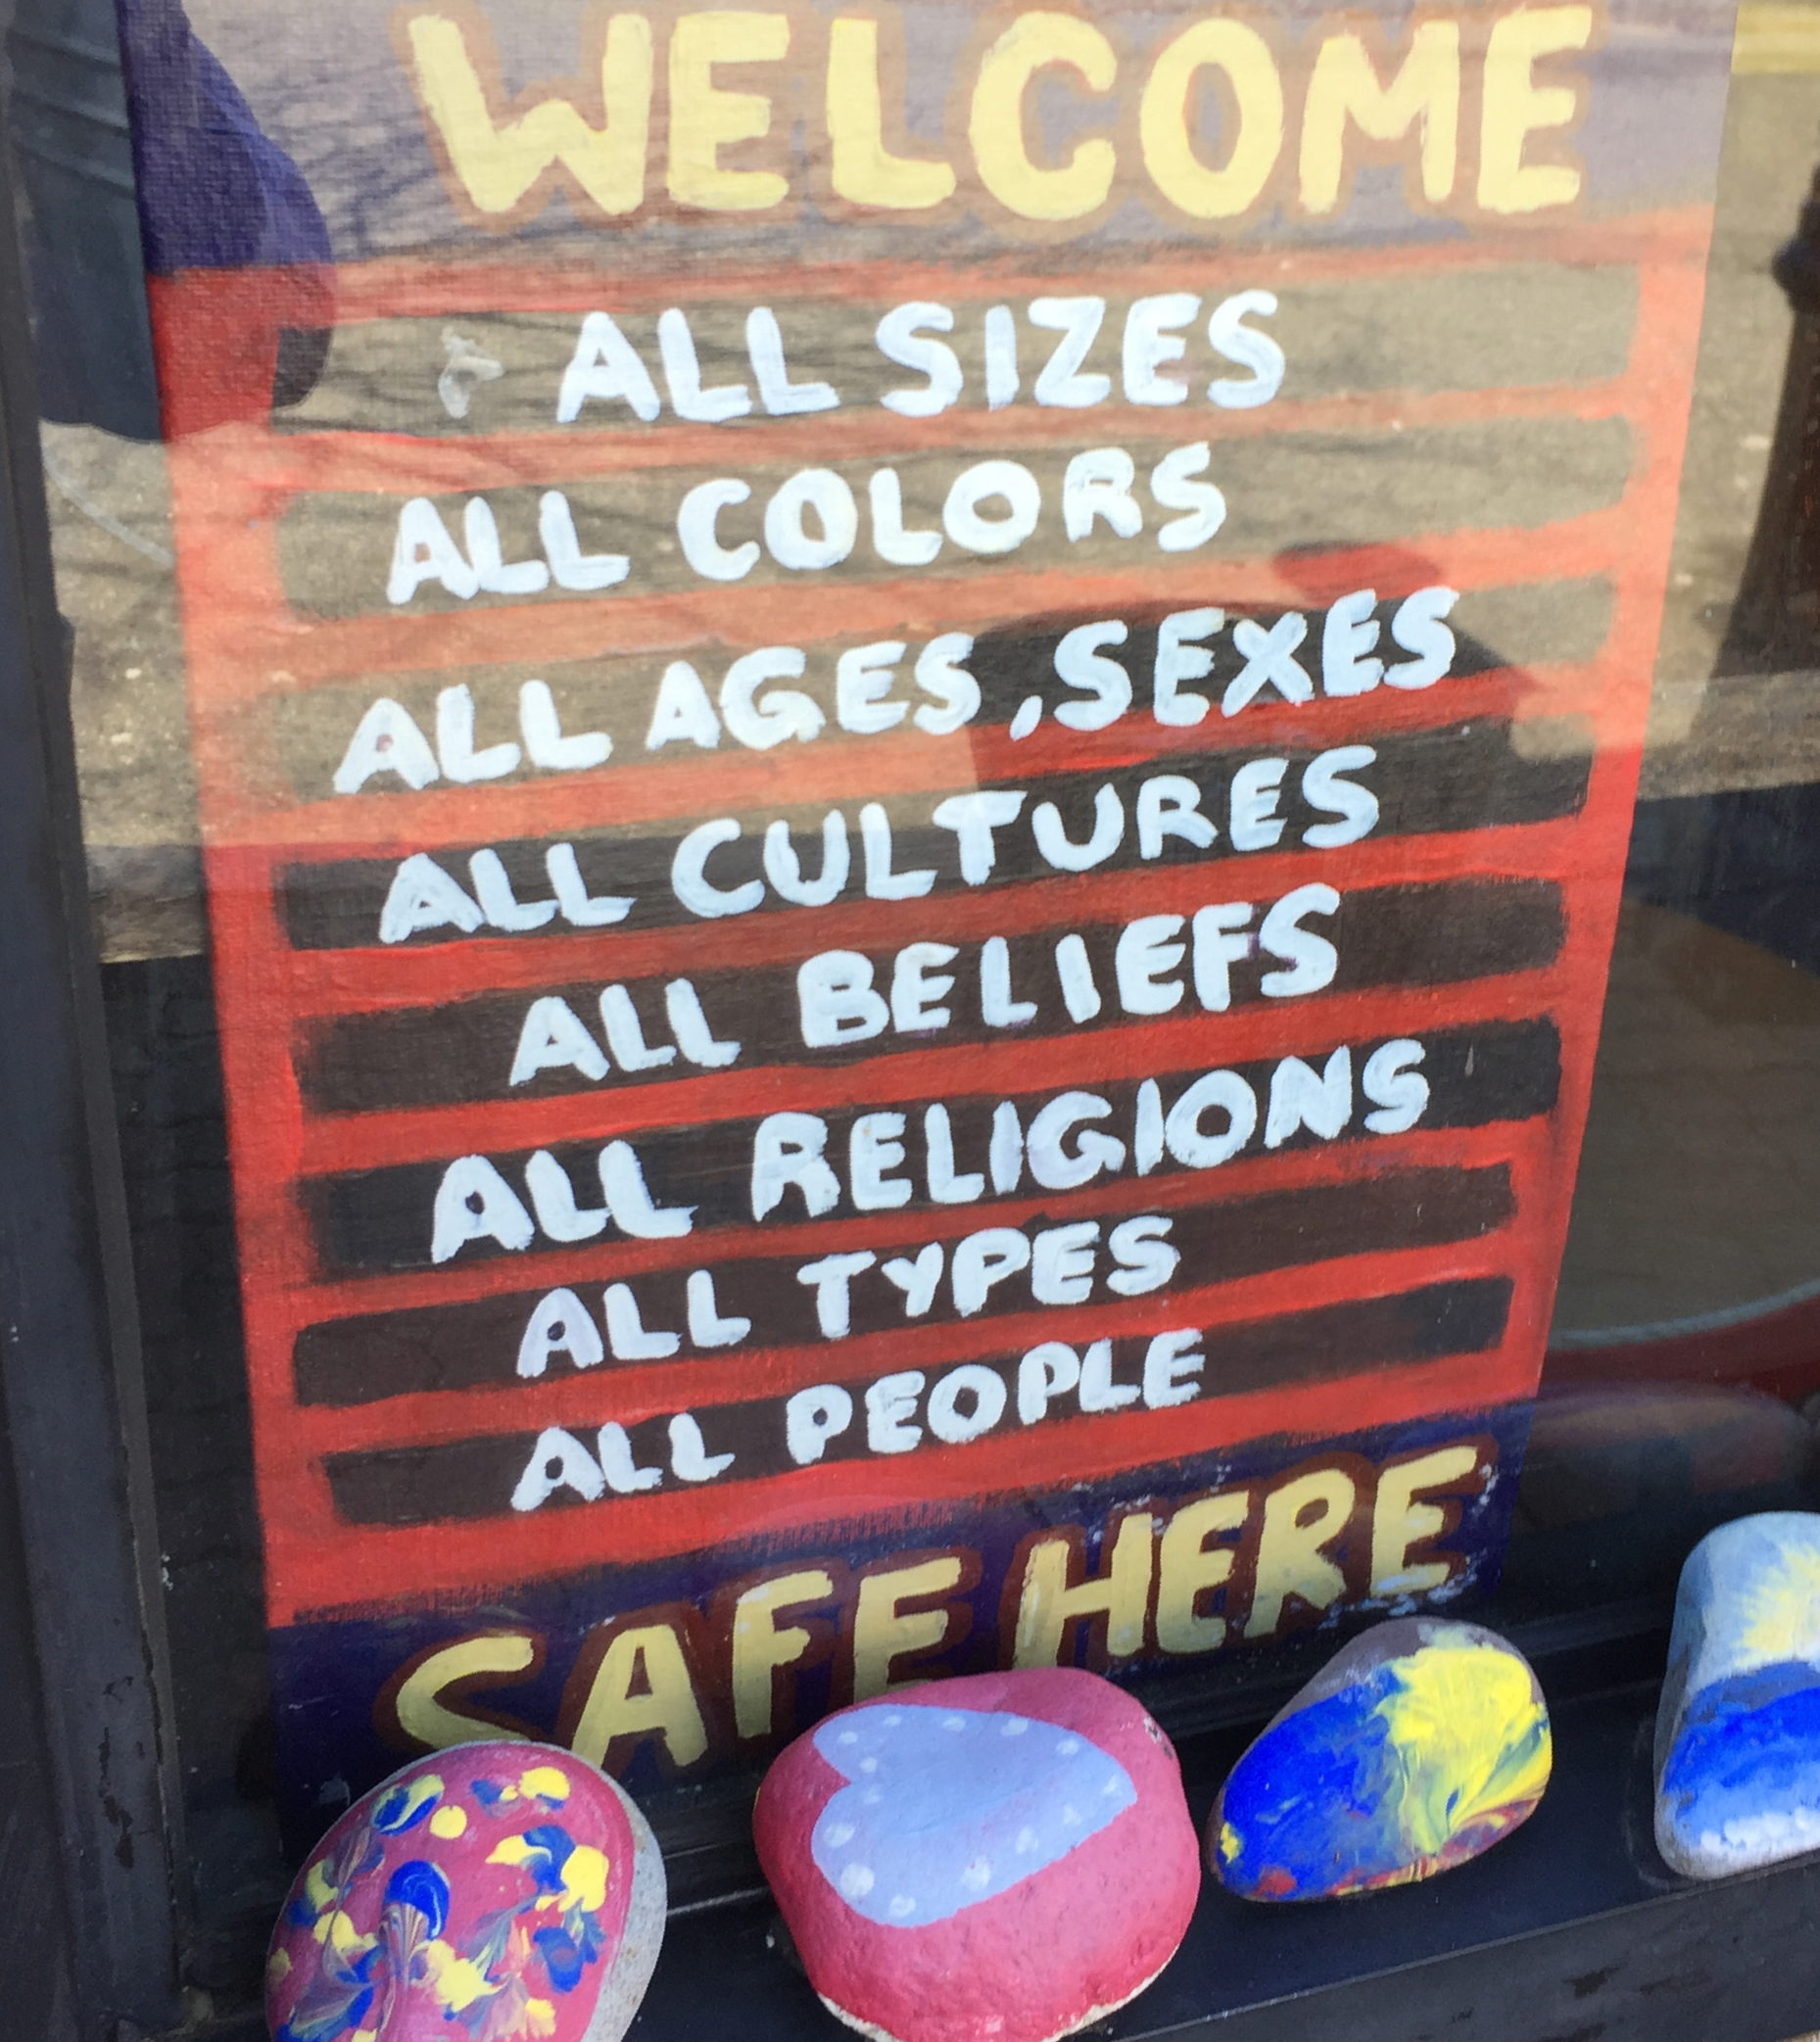 WELCOME
ALL SIZES
ALL COLORS
ALL AGES, SEXES
ALL CULTURES
ALL BELIEFS
ALL RELIGIONS
ALL TYPES
ALL PEOPLE
SAFE HERE